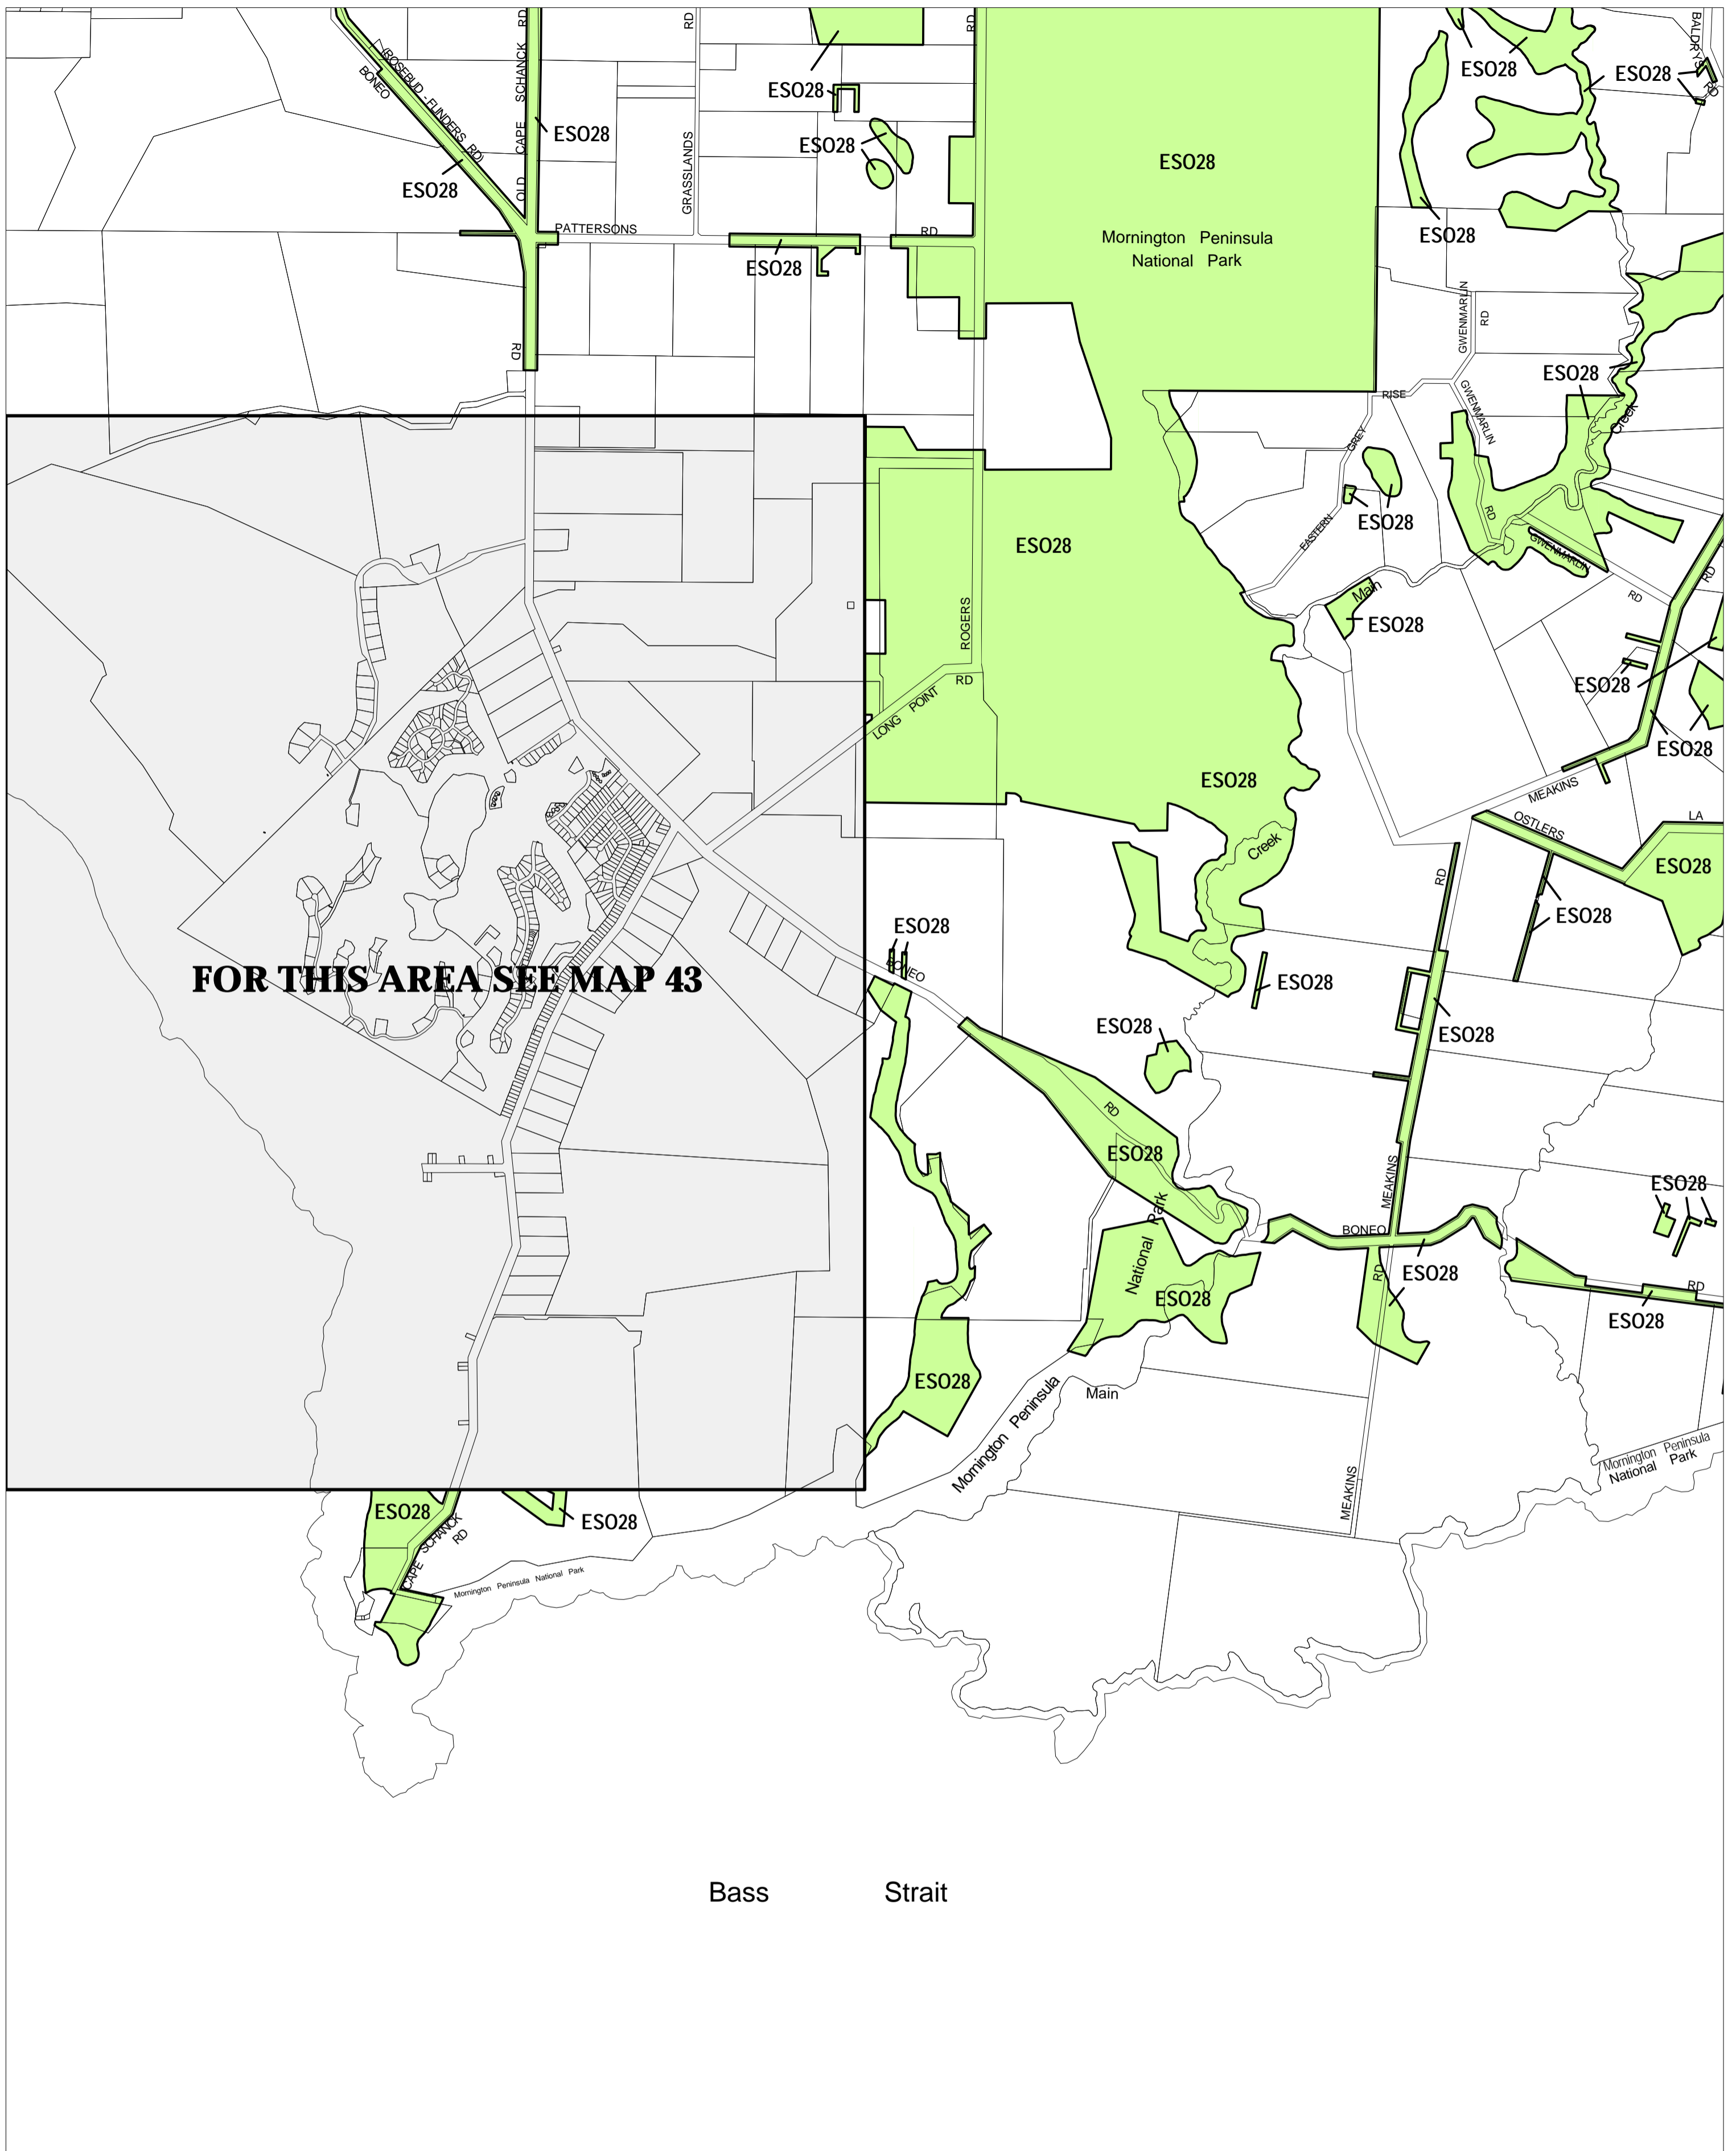 RD
SCHANCK
CAPE
OLD
(ROSEBUD - FLINDERS RD)
BONEO
ESO28
ESO28
RD
GRASSLANDS
ESO28
ESO28
RD
ESO28
Mornington Peninsula
National Park
ESO28
ESO28
BALDRYS
RD
ESO28
PATTERSONS
RD
ESO28
RD
GWENMARLIN
RD
ESO28
RISE
GREY
EASTERN
GWENMARLIN
RD
Creek
ESO28
ESO28
GWENMARLIN
RD
RD
Main
ESO28
ROGERS
RD
LONG POINT
ESO28
ESO28
MEAKINS
ESO28
OSTLERS
LA
ESO28
Creek
RD
ESO28
ESO28
BONEO
FOR THIS AREA SEE MAP 43
ESO28
ESO28
ESO28
RD
ESO28
MEAKINS
ESO28
BONEO
RD
ESO28
National Park
ESO28
RD
ESO28
ESO28
Main
Mornington Peninsula
Mornington Peninsula
National Park
MEAKINS
ESO28
ESO28
CAPE SCHANCK
RD
Mornington Peninsula National Park
Bass Strait